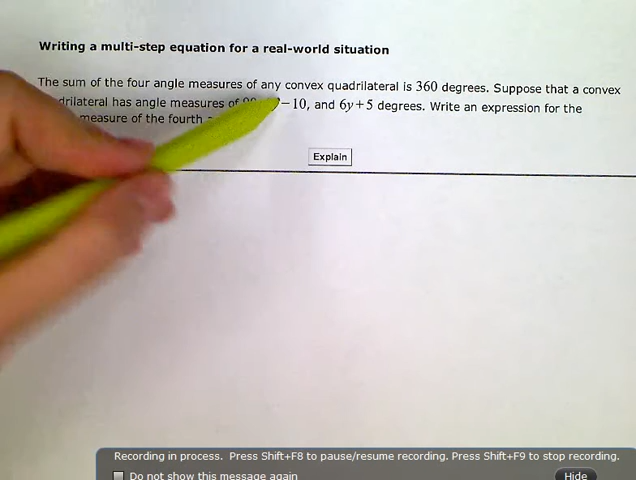 Writing a multi-step equation for a real-world situation
The sum of the four angle measures of any convex quadrilateral is 360 degrees. Suppose that a convex
has angle measures of −10, and 6y+5 degrees. Write an expression for the
measure of the fourth
Explain
Recording in process. Press Shift+F8 to pause/resume recording. Press Shift+F9 to stop recording.
Do not show this message again
Hide